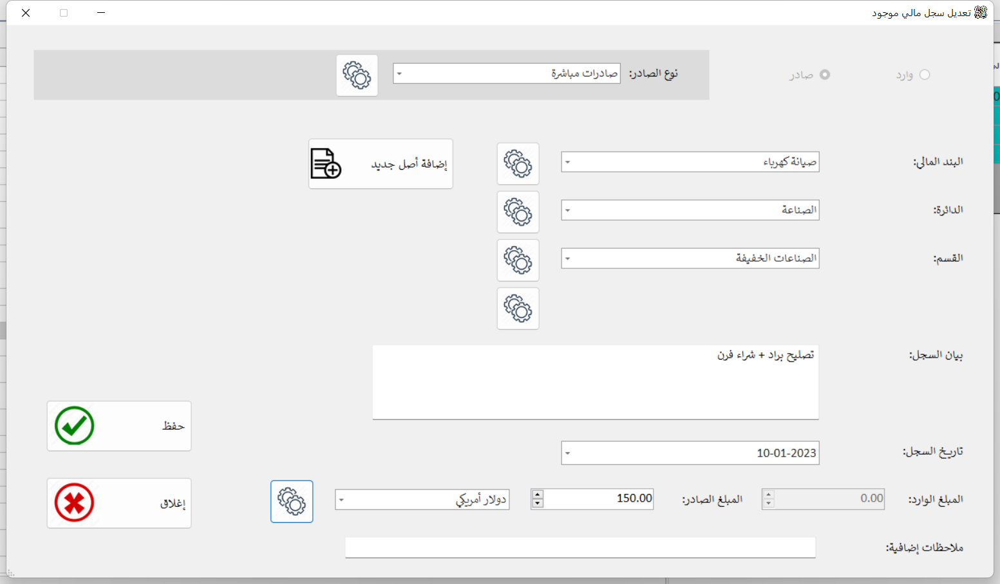 تعديل سجل مالي موجود
وارد
صادر
نوع الصادر:
صادرات مباشرة
البند المالي:
صيانة كهرباء
إضافة أصل جديد
الدائرة:
الصناعة
القسم:
الصناعات الخفيفة
بيان السجل:
تصليح براد + شراء فرن
حفظ
تاريخ السجل:
10-01-2023
المبلغ الوارد:
0.00
المبلغ الصادر:
150.00
دولار أمريكي
إغلاق
ملاحظات إضافية: